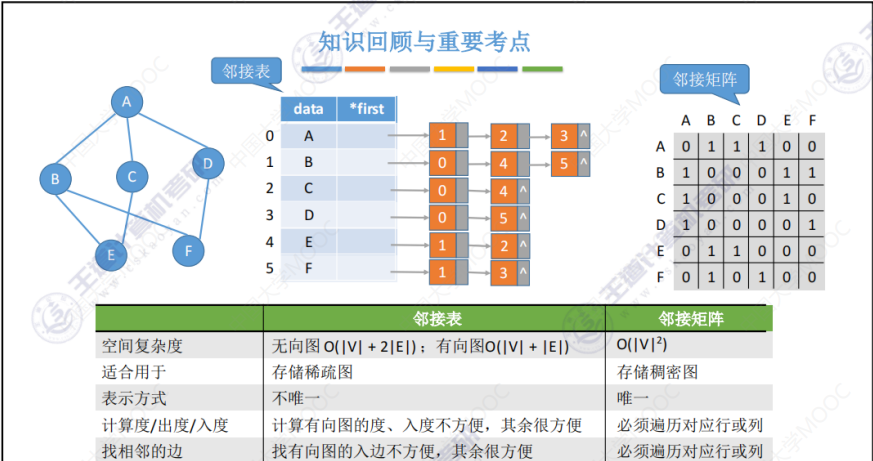 知识回顾与重要考点
邻接表
邻接矩阵
A
B
C
D
E
F
data *first
0 A 1 2 3 ^
1 B 0 4 5 ^
2 C 0 4 ^
3 D 0 5 ^
4 E 1 2 ^
5 F 1 3 ^
A B C D E F
A 0 1 1 1 0 0
B 1 0 0 0 1 1
C 1 0 0 0 1 0
D 1 0 0 0 0 1
E 0 1 1 0 0 0
F 0 1 0 1 0 0
邻接表 邻接矩阵
空间复杂度 无向图 O(|V| + 2|E|)；有向图O(|V| + |E|) O(|V|²)
适合用于 存储稀疏图 存储稠密图
表示方式 不唯一 唯一
计算度/出度/入度 计算有向图的度、入度不方便，其余很方便 必须遍历对应行或列
找相邻的边 找有向图的入边不方便，其余很方便 必须遍历对应行或列